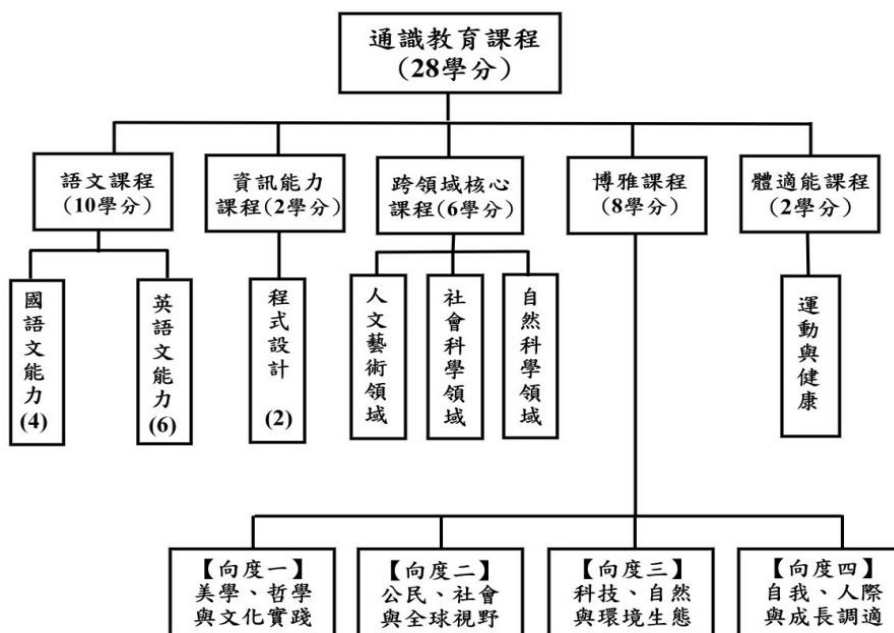 通識教育課程
(28學分)
語文課程
(10學分)
資訊能力
課程(2學分)
跨領域核心
課程(6學分)
博雅課程
(8學分)
體適能課程
(2學分)
國語文能力
(4)
英語文能力
(6)
程式設計
(2)
人文藝術領域
社會科學領域
自然科學領域
運動與健康
【向度一】
美學、哲學
與文化實踐
【向度二】
公民、社會
與全球視野
【向度三】
科技、自然
與環境生態
【向度四】
自我、人際
與成長調適